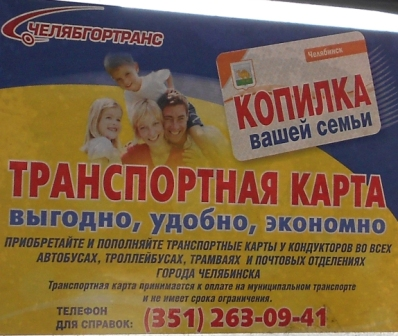 ЧЕЛЯБГОРТРАНС
Челябинск
КОПИЛКА
вашей семьи
ТРАНСПОРТНАЯ КАРТА
выгодно, удобно, экономно
ПРИОБРЕТАЙТЕ И ПОПОЛНЯЙТЕ ТРАНСПОРТНЫЕ КАРТЫ У КОНДУКТОРОВ ВО ВСЕХ
АВТОБУСАХ, ТРОЛЛЕЙБУСАХ, ТРАМВАЯХ И ПОЧТОВЫХ ОТДЕЛЕНИЯХ
ГОРОДА ЧЕЛЯБИНСКА
Транспортная карта принимается к оплате на муниципальном транспорте
и не имеет срока ограничения.
ТЕЛЕФОН
ДЛЯ СПРАВОК: (351) 263-09-41